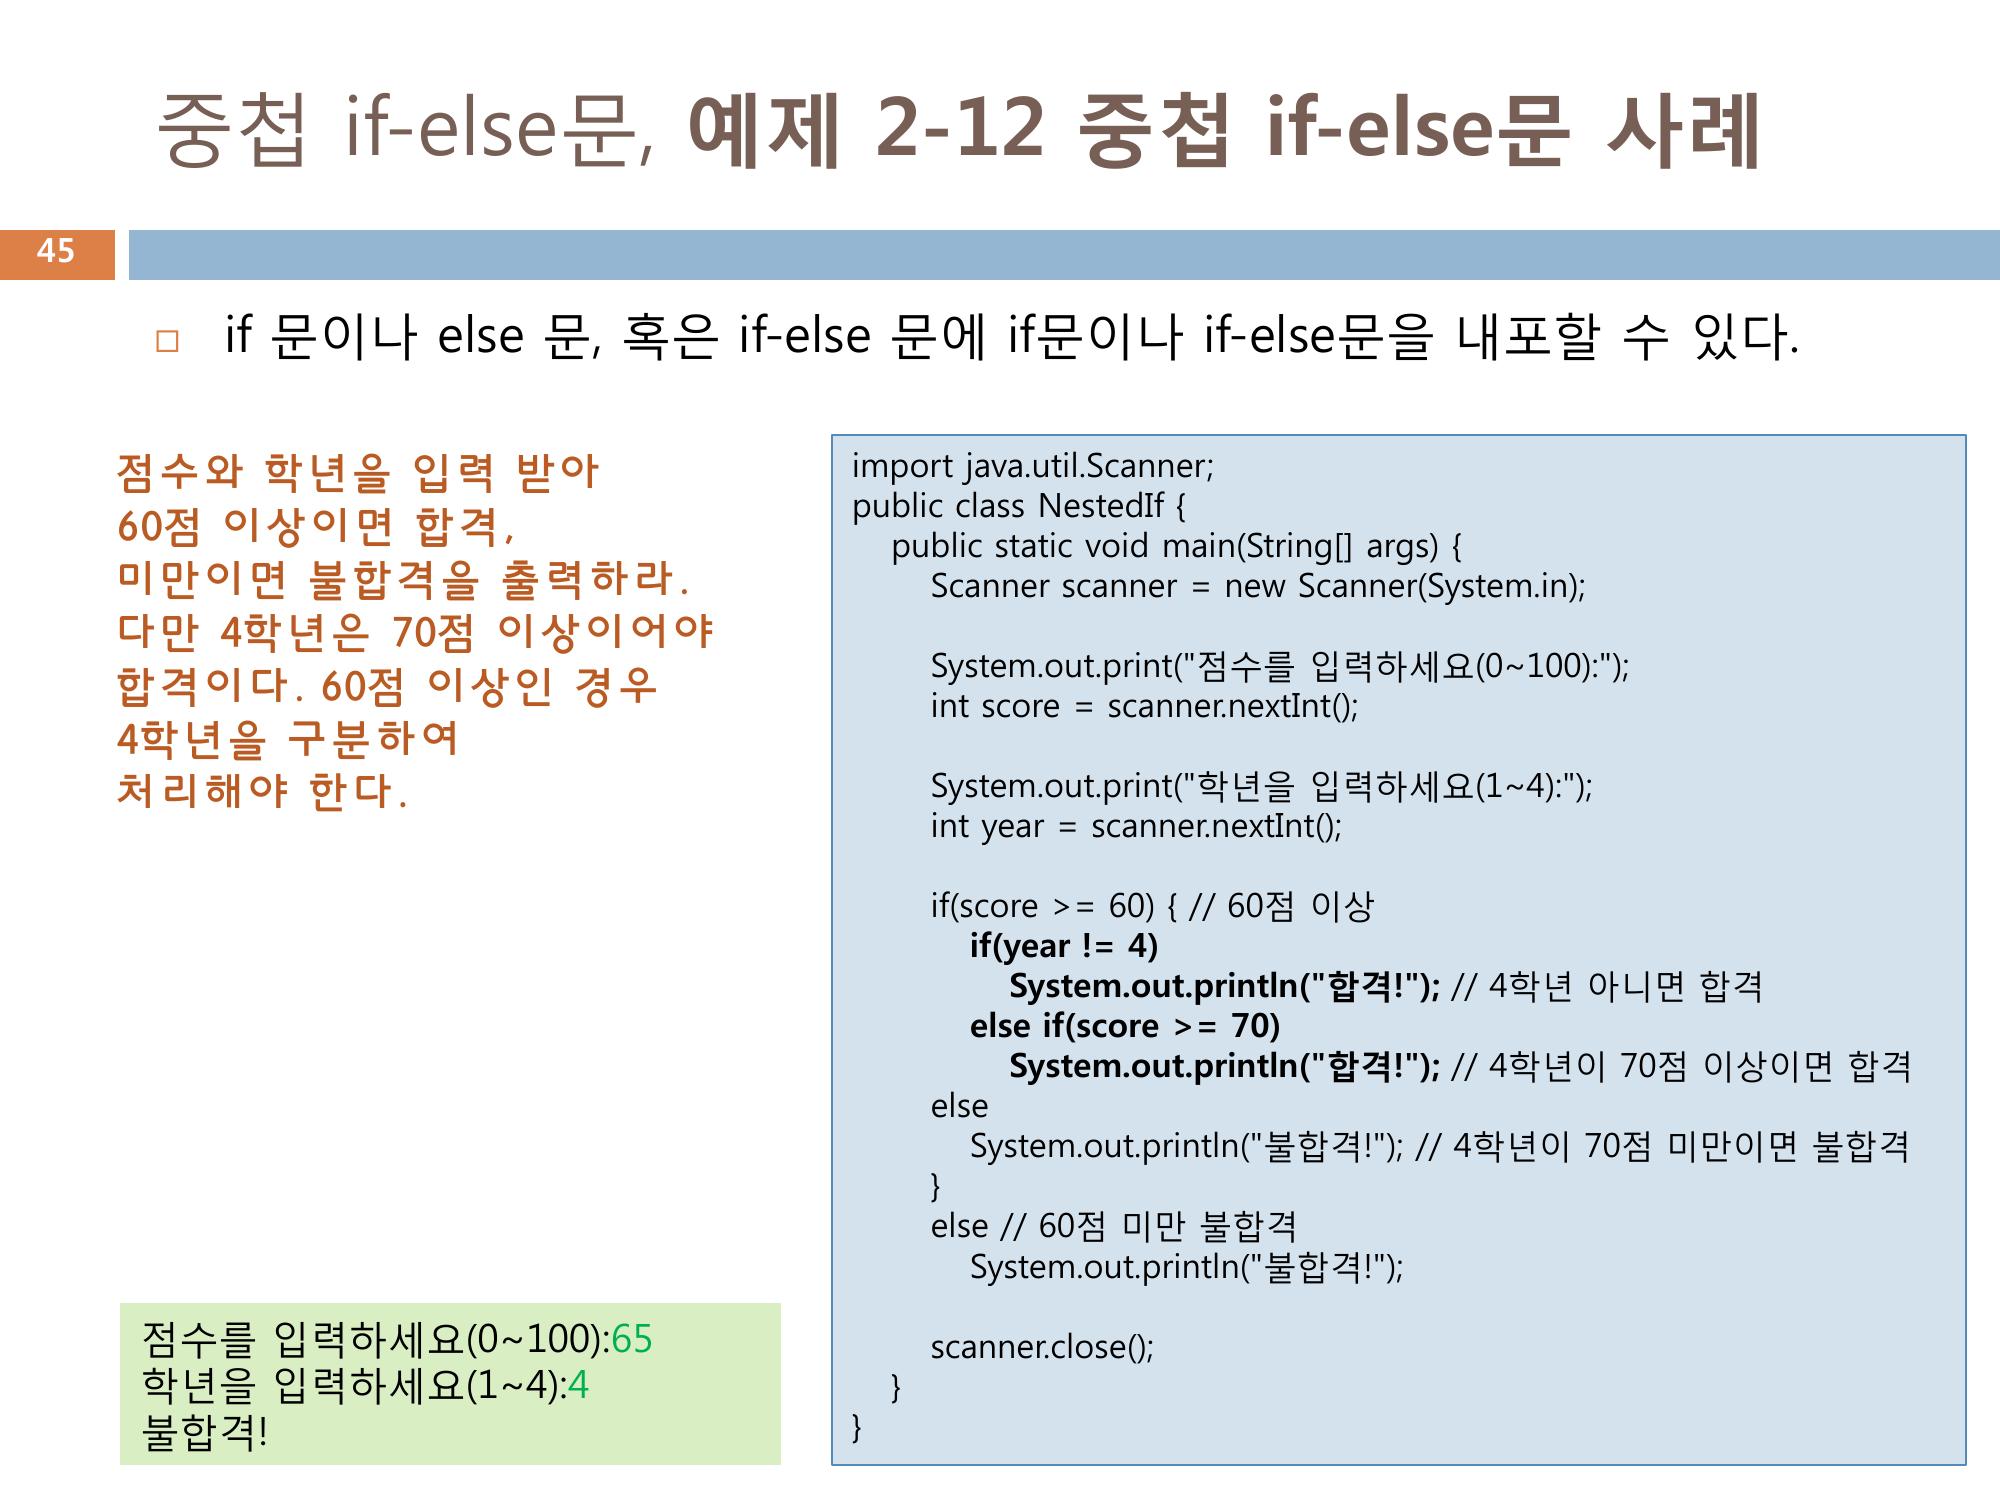 중첩 if-else문, 예제 2-12 중첩 if-else문 사례
45
□ if 문이나 else 문, 혹은 if-else 문에 if문이나 if-else문을 내포할 수 있다.
점수와 학년을 입력 받아
60점 이상이면 합격,
미만이면 불합격을 출력하라.
다만 4학년은 70점 이상이어야
합격이다. 60점 이상인 경우
4학년을 구분하여
처리해야 한다.
점수를 입력하세요(0~100):65
학년을 입력하세요(1~4):4
불합격!
import java.util.Scanner;
public class NestedIf {
    public static void main(String[] args) {
        Scanner scanner = new Scanner(System.in);
        System.out.print("점수를 입력하세요(0~100):");
        int score = scanner.nextInt();
        System.out.print("학년을 입력하세요(1~4):");
        int year = scanner.nextInt();
        if(score >= 60) { // 60점 이상
            if(year != 4)
                System.out.println("합격!"); // 4학년 아니면 합격
            else if(score >= 70)
                System.out.println("합격!"); // 4학년이 70점 이상이면 합격
        else
            System.out.println("불합격!"); // 4학년이 70점 미만이면 불합격
        }
        else // 60점 미만 불합격
            System.out.println("불합격!");
        scanner.close();
    }
}